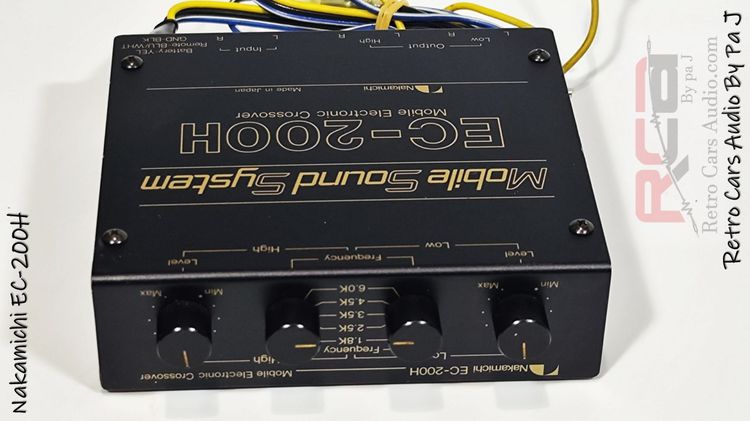 Battery-YEL
Remote-BLU/WHT
GND-BLK
R
L
Input
R
L
High
R
L
Low
Output
Nakamichi
Made in Japan
Mobile Electronic Crossover
EC-200H
Mobile Sound System
Level
High
Frequency
Low
Level
Max
Min
6.0K
4.5K
3.5K
2.5K
1.8K
Max
Min
High
Frequency
Low
Nakamichi EC-200H
Mobile Electronic Crossover
Nakamichi EC-200H
RCA
By pa J
Retro Cars Audio.com
Retro Cars Audio By Pa J